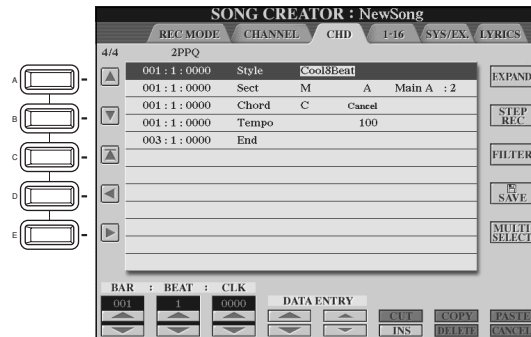 SONG CREATOR : NewSong
REC MODE CHANNEL CHD 1-16 SYS/EX. LYRICS
4/4 2PPQ
001 : 1 : 0000 Style Cool8Beat
001 : 1 : 0000 Sect M A Main A : 2
001 : 1 : 0000 Chord C Cancel
001 : 1 : 0000 Tempo 100
003 : 1 : 0000 End
A
B
C
D
E
EXPAND
STEP
REC
FILTER
SAVE
MULTI
SELECT
BAR : BEAT : CLK
001 1 0000 DATA ENTRY
CUT COPY PASTE
INS DELETE CANCEL